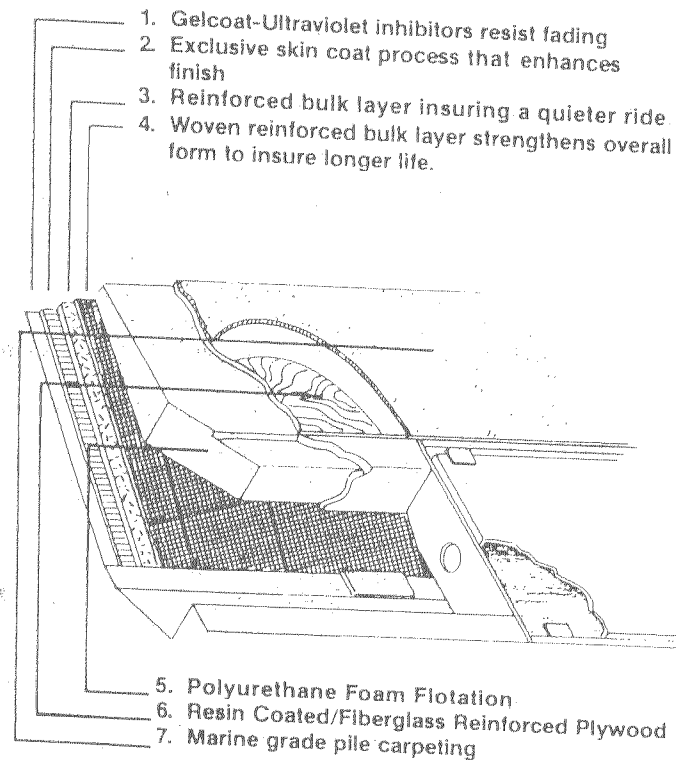 1. Gelcoat-Ultraviolet inhibitors resist fading
2. Exclusive skin coat process that enhances
finish
3. Reinforced bulk layer insuring a quieter ride
4. Woven reinforced bulk layer strengthens overall
form to insure longer life.
5. Polyurethane Foam Flotation
6. Resin Coated/Fiberglass Reinforced Plywood
7. Marine grade pile carpeting